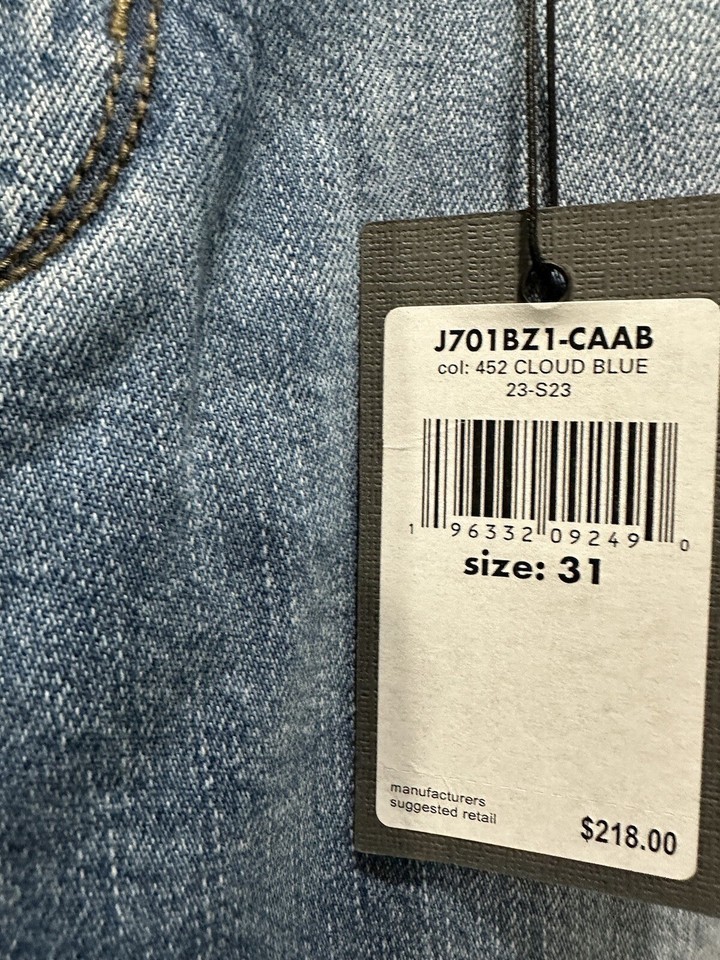 J701BZ1-CAAB
col: 452 CLOUD BLUE
23-S23
1 96332 09249 0
size: 31
manufacturers
suggested retail
$218.00